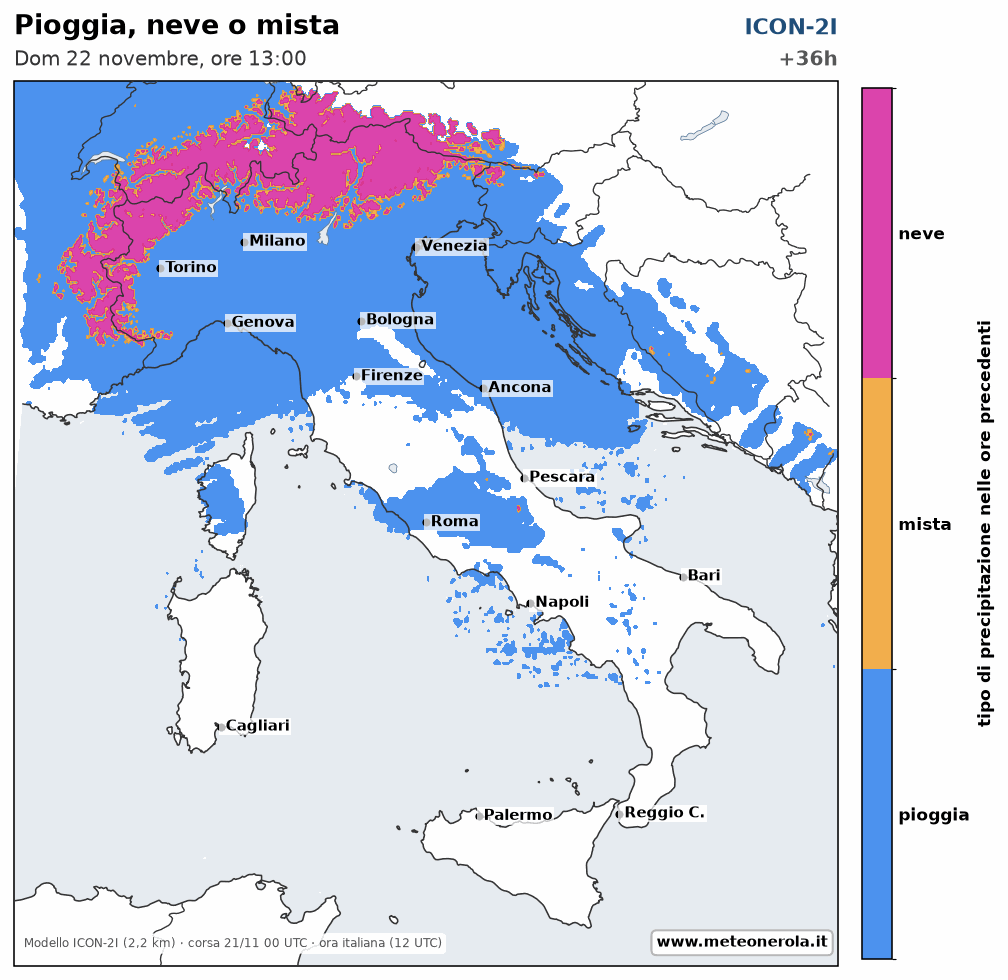 Pioggia, neve o mista
ICON-2I
Dom 22 novembre, ore 13:00
+36h
neve
Milano
Venezia
Torino
Genova
Bologna
Firenze
Ancona
Pescara
Roma
mista
Bari
Napoli
Cagliari
Palermo
Reggio C.
pioggia
tipo di precipitazione nelle ore precedenti
Modello ICON-2I (2,2 km) · corsa 21/11 00 UTC · ora italiana (12 UTC)
www.meteonerola.it